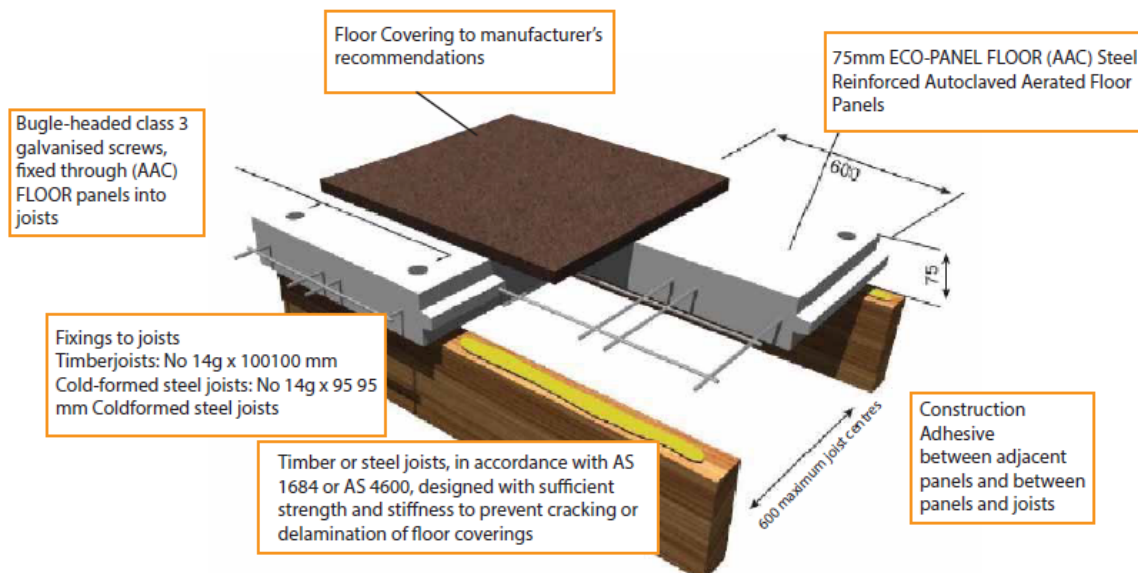 Floor Covering to manufacturer's
recommendations
75mm ECO-PANEL FLOOR (AAC) Steel
Reinforced Autoclaved Aerated Floor
Panels
Bugle-headed class 3
galvanised screws,
fixed through (AAC)
FLOOR panels into
joists
600
75
Fixings to joists
Timberjoists: No 14g x 100100 mm
Cold-formed steel joists: No 14g x 95 95
mm Coldformed steel joists
600 maximum joist centres
Construction
Adhesive
between adjacent
panels and between
panels and joists
Timber or steel joists, in accordance with AS
1684 or AS 4600, designed with sufficient
strength and stiffness to prevent cracking or
delamination of floor coverings